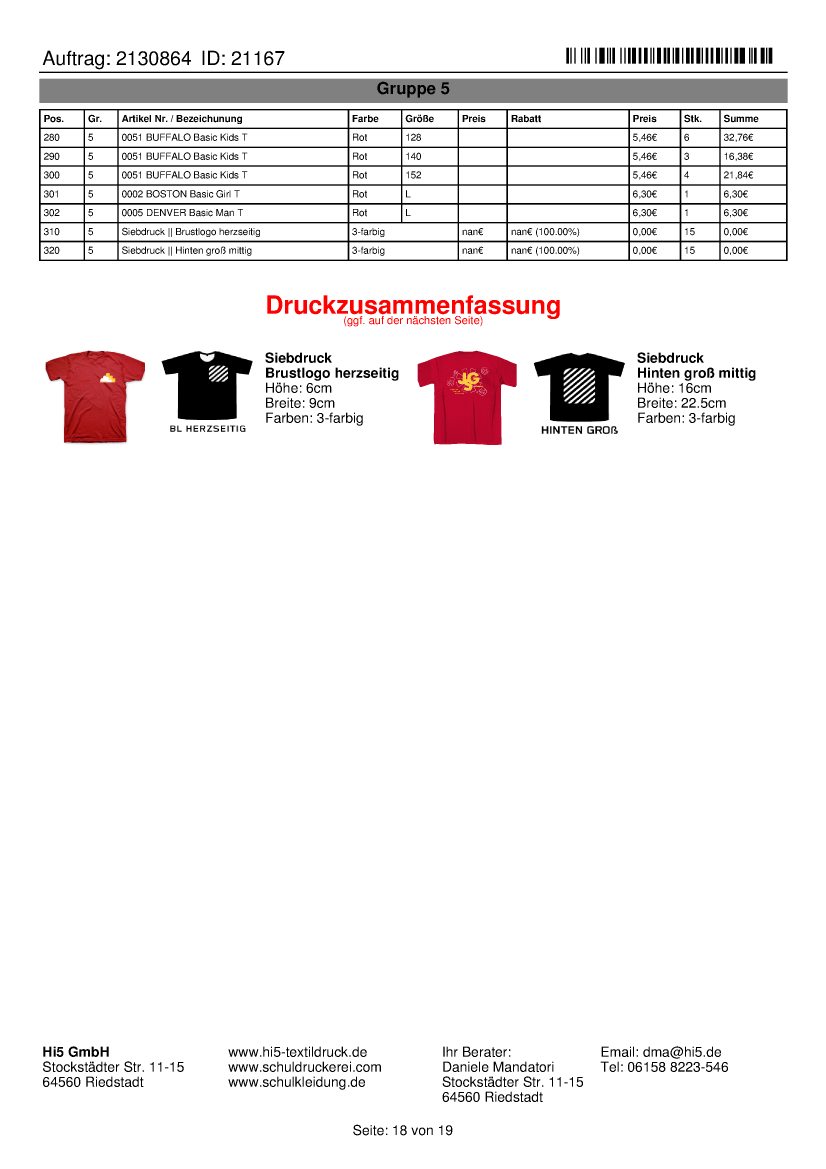 Auftrag: 2130864 ID: 21167
Gruppe 5
Pos. Gr. Artikel Nr. / Bezeichunung Farbe Größe Preis Rabatt Preis Stk. Summe
280 5 0051 BUFFALO Basic Kids T Rot 128 5,46€ 6 32,76€
290 5 0051 BUFFALO Basic Kids T Rot 140 5,46€ 3 16,38€
300 5 0051 BUFFALO Basic Kids T Rot 152 5,46€ 4 21,84€
301 5 0002 BOSTON Basic Girl T Rot L 6,30€ 1 6,30€
302 5 0005 DENVER Basic Man T Rot L 6,30€ 1 6,30€
310 5 Siebdruck || Brustlogo herzseitig 3-farbig nan€ nan€ (100.00%) 0,00€ 15 0,00€
320 5 Siebdruck || Hinten groß mittig 3-farbig nan€ nan€ (100.00%) 0,00€ 15 0,00€
Druckzusammenfassung
(ggf. auf der nächsten Seite)
Siebdruck
Brustlogo herzseitig
Höhe: 6cm
Breite: 9cm
Farben: 3-farbig
BL HERZSEITIG
Siebdruck
Hinten groß mittig
Höhe: 16cm
Breite: 22.5cm
Farben: 3-farbig
HINTEN GROß
Hi5 GmbH
Stockstädter Str. 11-15
64560 Riedstadt
www.hi5-textildruck.de
www.schuldruckerei.com
www.schulkleidung.de
Ihr Berater:
Daniele Mandatori
Stockstädter Str. 11-15
64560 Riedstadt
Email: dma@hi5.de
Tel: 06158 8223-546
Seite: 18 von 19